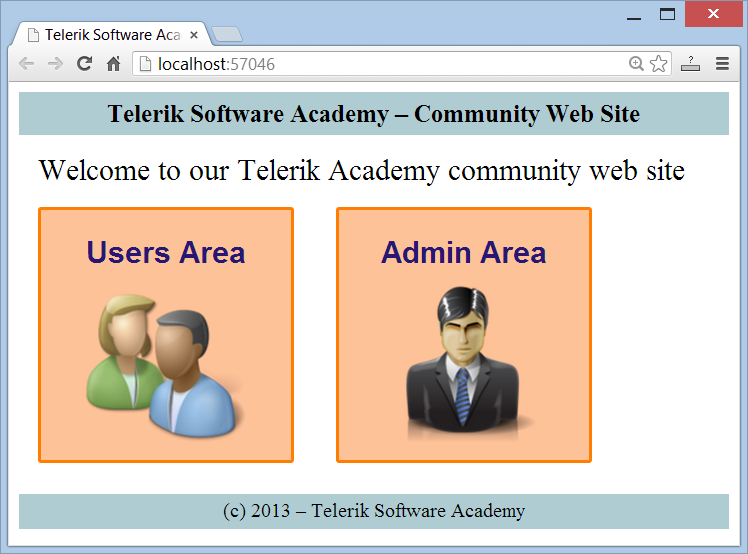 Telerik Software Aca
localhost:57046
Telerik Software Academy – Community Web Site
Welcome to our Telerik Academy community web site
Users Area
Admin Area
(c) 2013 – Telerik Software Academy